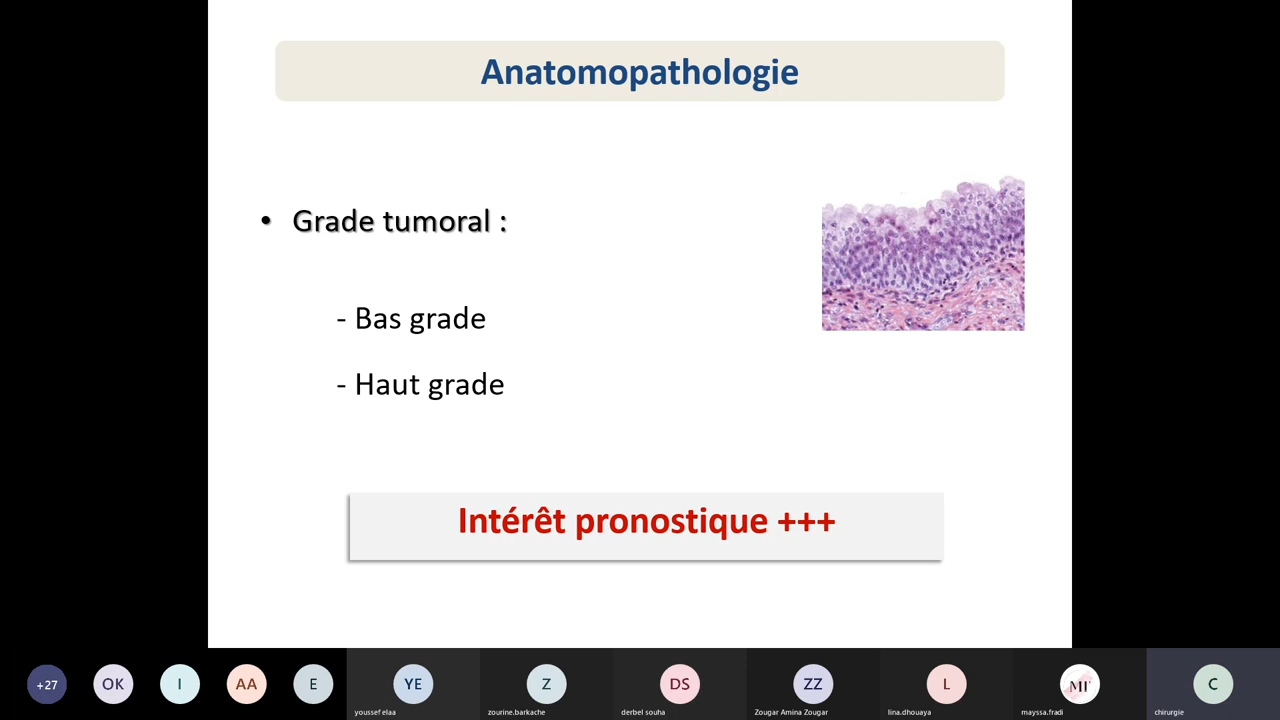 Anatomopathologie
• Grade tumoral :
- Bas grade
- Haut grade
Intérêt pronostique +++
+27
OK
I
AA
E
YE
youssef elaa
Z
zourine.barkache
DS
derbel souha
ZZ
Zougar Amina Zougar
L
lina.dhouaya
MF
mayssa.fradi
C
chirurgie